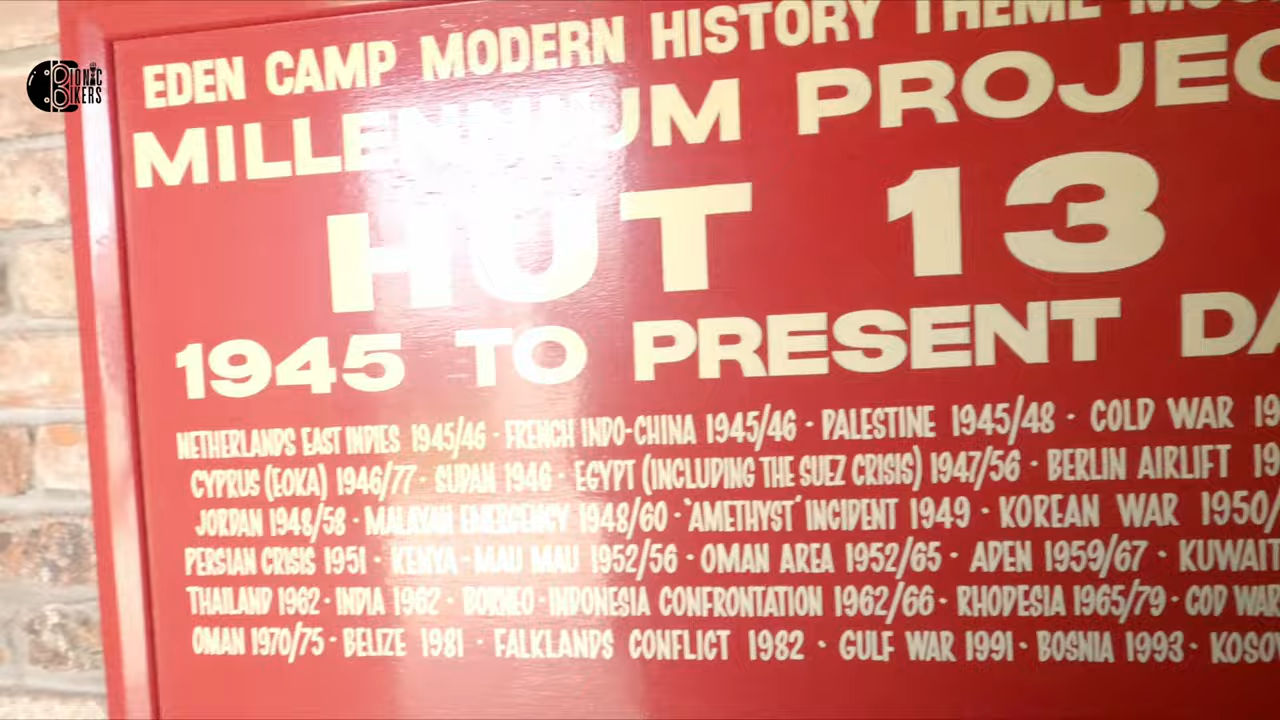 BIONIC BIKERS
EDEN CAMP MODERN HISTORY THEME
MILLENNIUM PROJEC
HUT 13
1945 TO PRESENT DA
NETHERLANDS EAST INDIES 1945/46 · FRENCH INDO-CHINA 1945/46 · PALESTINE 1945/48 · COLD WAR 19
CYPRUS (EOKA) 1946/77 · SUDAN 1946 · EGYPT (INCLUDING THE SUEZ CRISIS) 1947/56 · BERLIN AIRLIFT 19
JORDAN 1948/58 · MALAYAN EMERGENCY 1948/60 · 'AMETHYST' INCIDENT 1949 · KOREAN WAR 1950/
PERSIAN CRISIS 1951 · KENYA-MAU MAU 1952/56 · OMAN AREA 1952/65 · ADEN 1959/67 · KUWAIT
THAILAND 1962 · INDIA 1962 · BORNEO-INDONESIA CONFRONTATION 1962/66 · RHODESIA 1965/79 · COD WAR
OMAN 1970/75 · BELIZE 1981 · FALKLANDS CONFLICT 1982 · GULF WAR 1991 · BOSNIA 1993 · KOSO